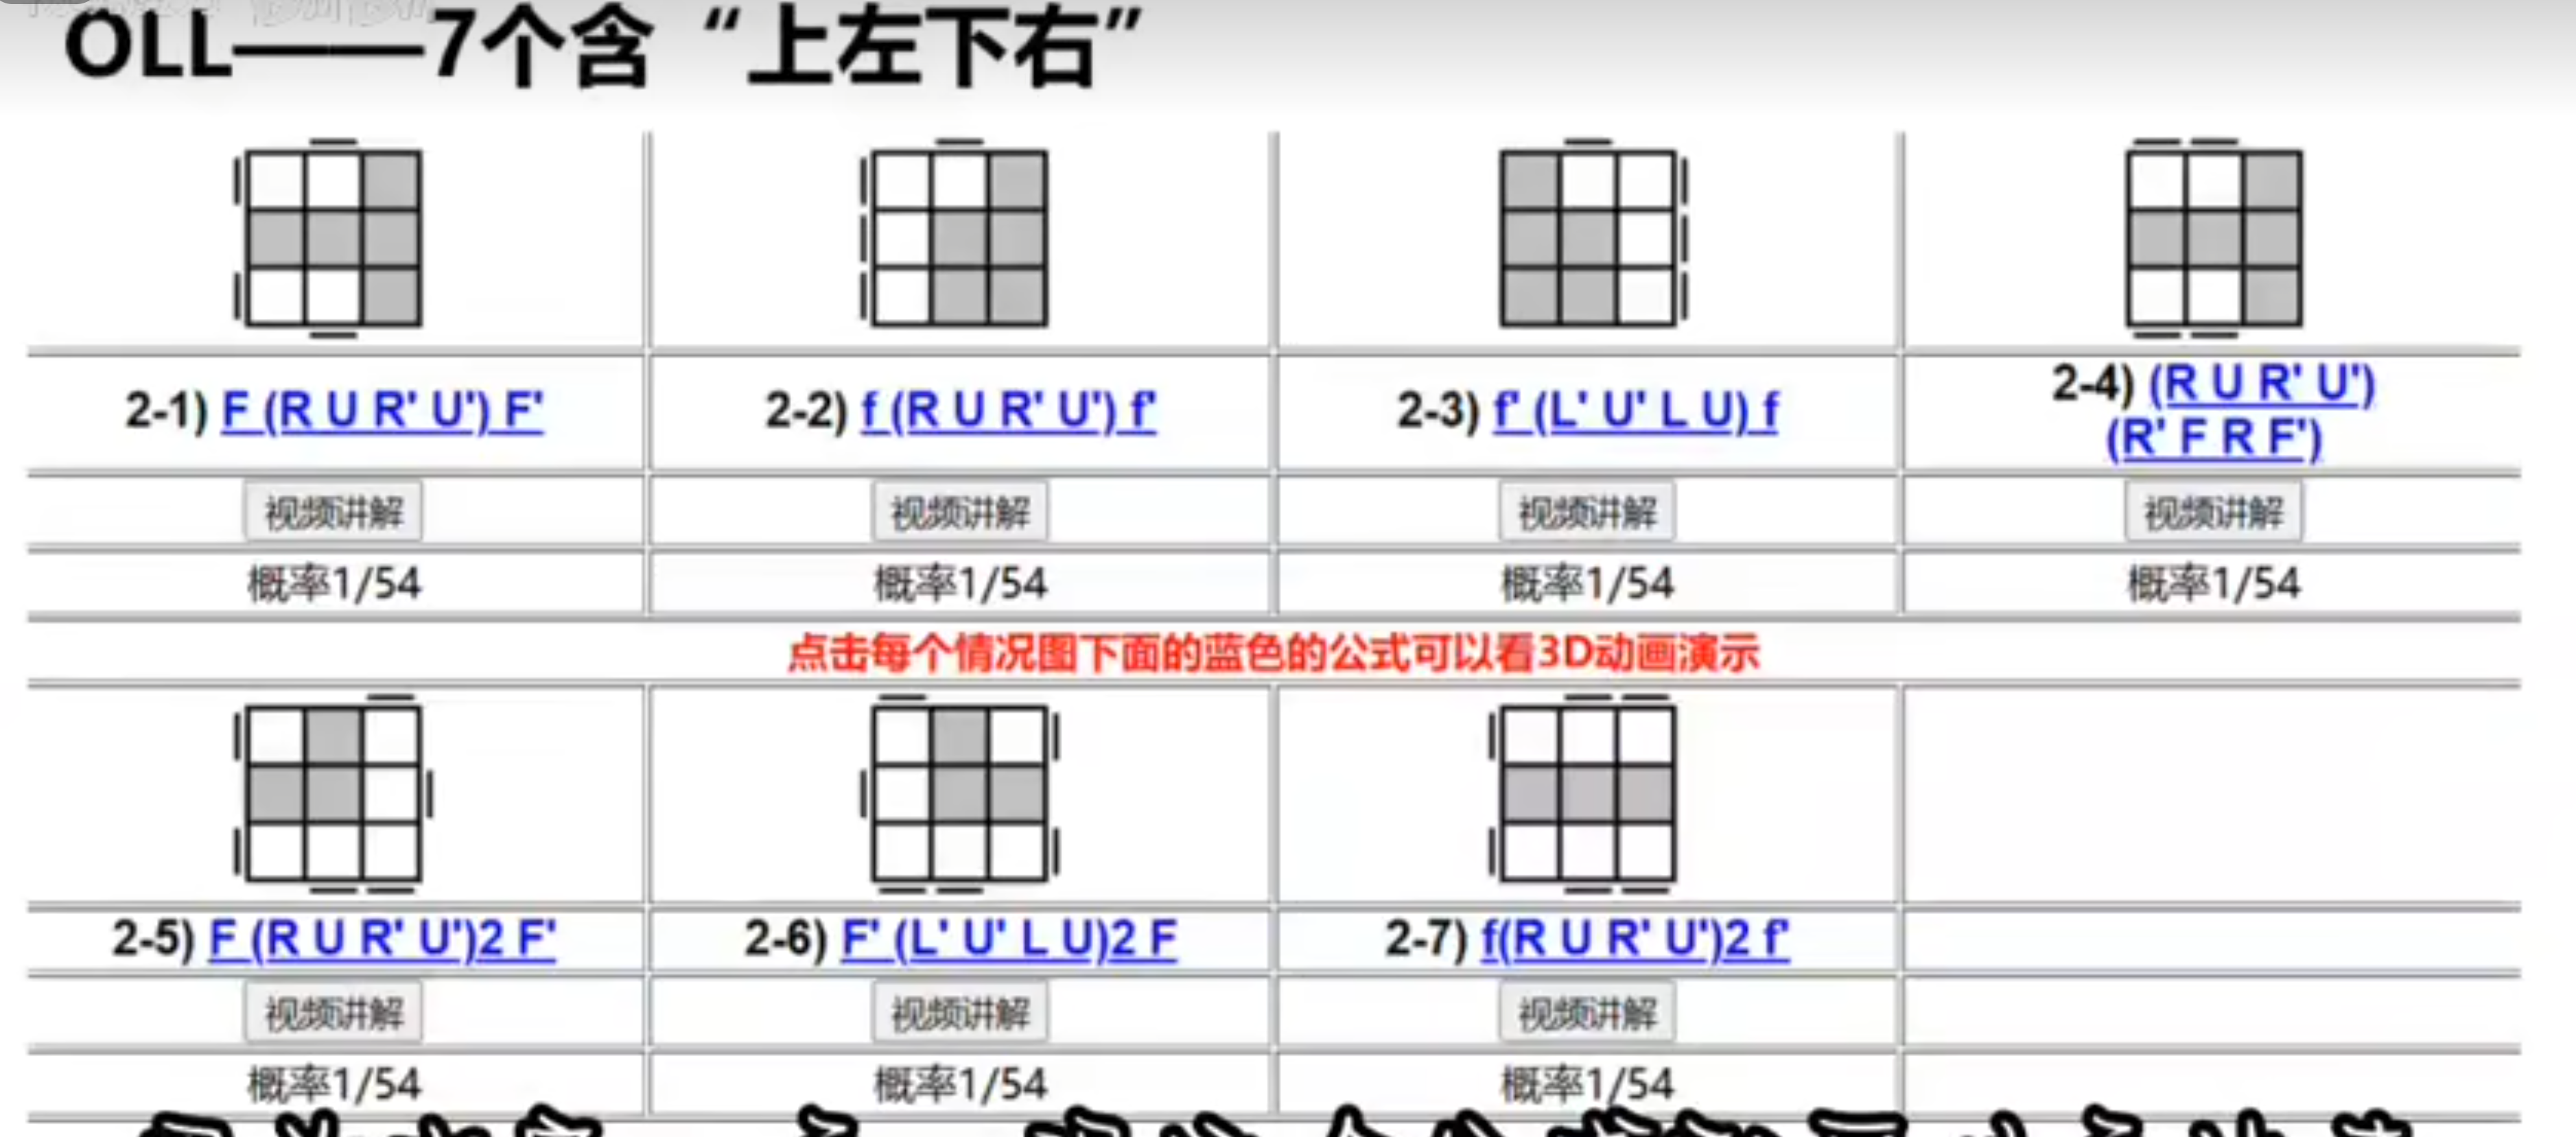 OLL——7个含“上左下右”
2-1) F (R U R' U') F'
2-2) f (R U R' U') f'
2-3) f' (L' U' L U) f
2-4) (R U R' U')
(R' F R F')
视频讲解
视频讲解
视频讲解
视频讲解
概率1/54
概率1/54
概率1/54
概率1/54
点击每个情况图下面的蓝色的公式可以看3D动画演示
2-5) F (R U R' U')2 F'
2-6) F' (L' U' L U)2 F
2-7) f(R U R' U')2 f'
视频讲解
视频讲解
视频讲解
概率1/54
概率1/54
概率1/54